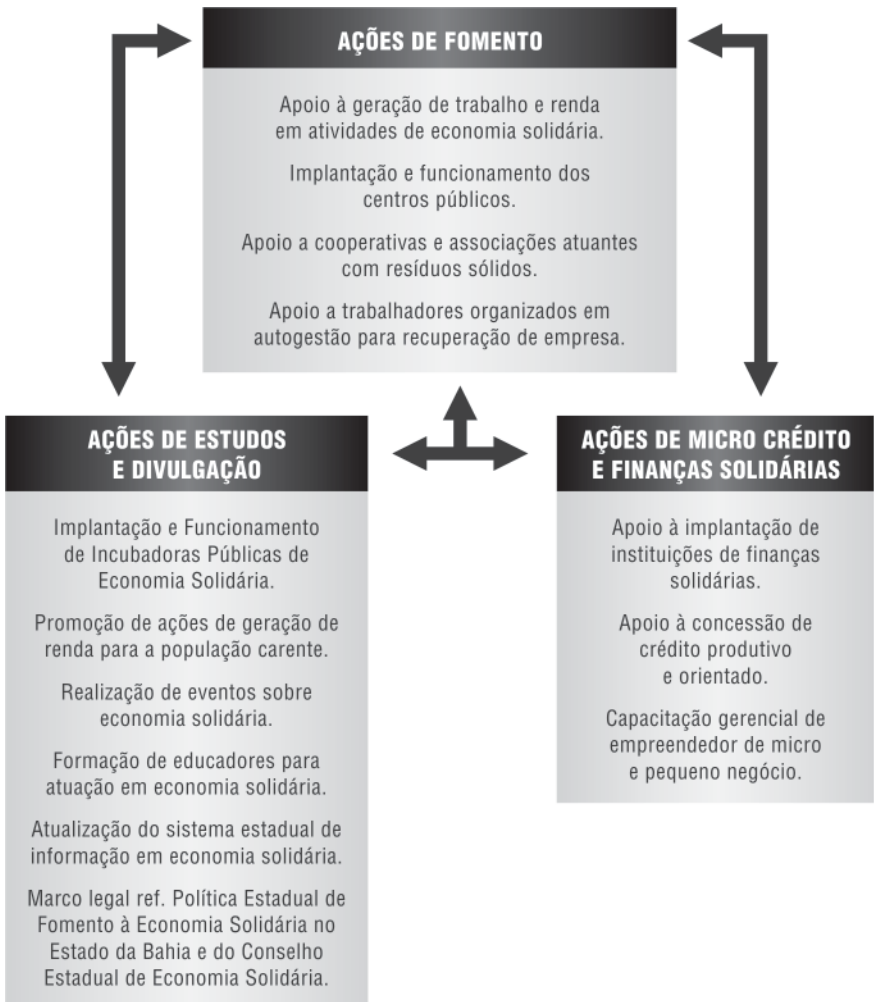 AÇÕES DE FOMENTO
Apoio à geração de trabalho e renda
em atividades de economia solidária.
Implantação e funcionamento dos
centros públicos.
Apoio a cooperativas e associações atuantes
com resíduos sólidos.
Apoio a trabalhadores organizados em
autogestão para recuperação de empresa.
AÇÕES DE ESTUDOS
E DIVULGAÇÃO
Implantação e Funcionamento
de Incubadoras Públicas de
Economia Solidária.
Promoção de ações de geração de
renda para a população carente.
Realização de eventos sobre
economia solidária.
Formação de educadores para
atuação em economia solidária.
Atualização do sistema estadual de
informação em economia solidária.
Marco legal ref. Política Estadual de
Fomento à Economia Solidária no
Estado da Bahia e do Conselho
Estadual de Economia Solidária.
AÇÕES DE MICRO CRÉDITO
E FINANÇAS SOLIDÁRIAS
Apoio à implantação de
instituições de finanças
solidárias.
Apoio à concessão de
crédito produtivo
e orientado.
Capacitação gerencial de
empreendedor de micro
e pequeno negócio.